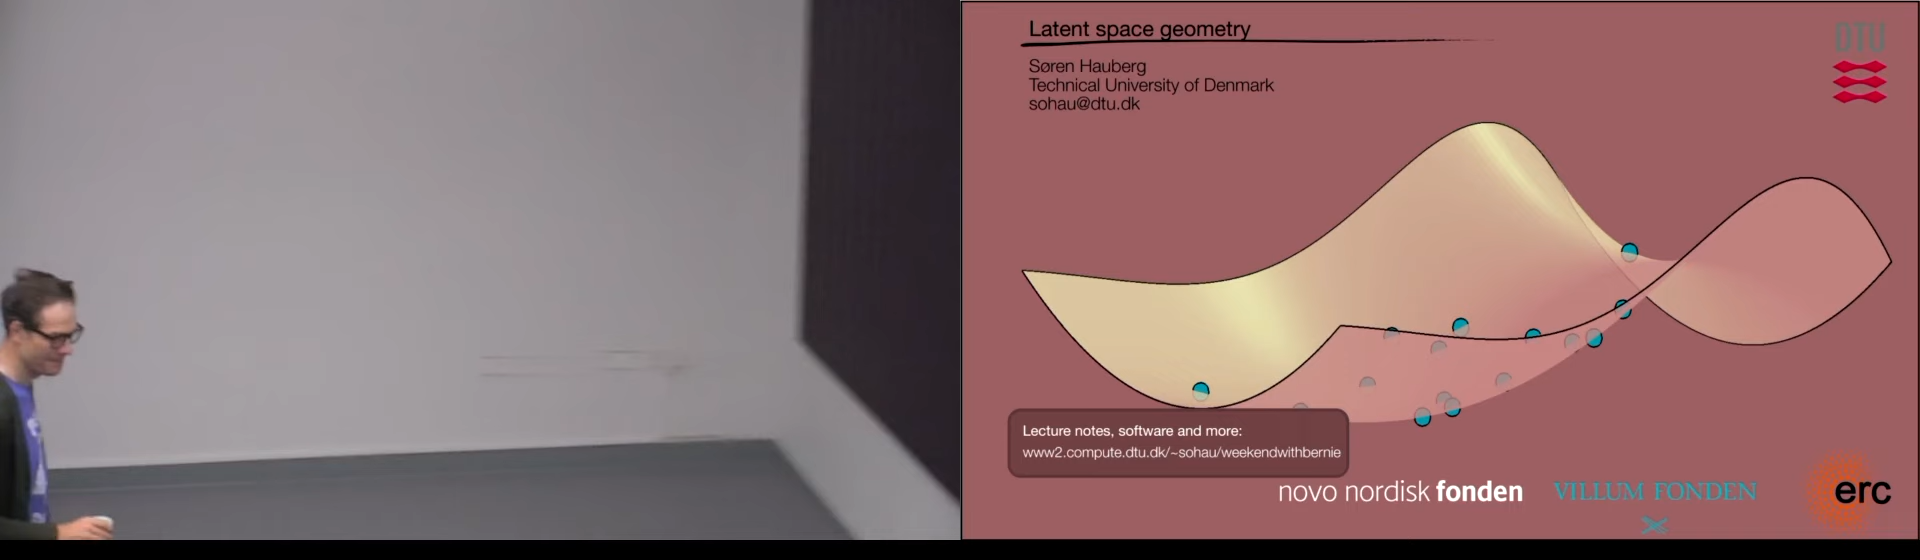 Latent space geometry
Søren Hauberg
Technical University of Denmark
sohau@dtu.dk
DTU
Lecture notes, software and more:
www2.compute.dtu.dk/~sohau/weekendwithbernie
novo nordisk fonden
VILLUM FONDEN
erc